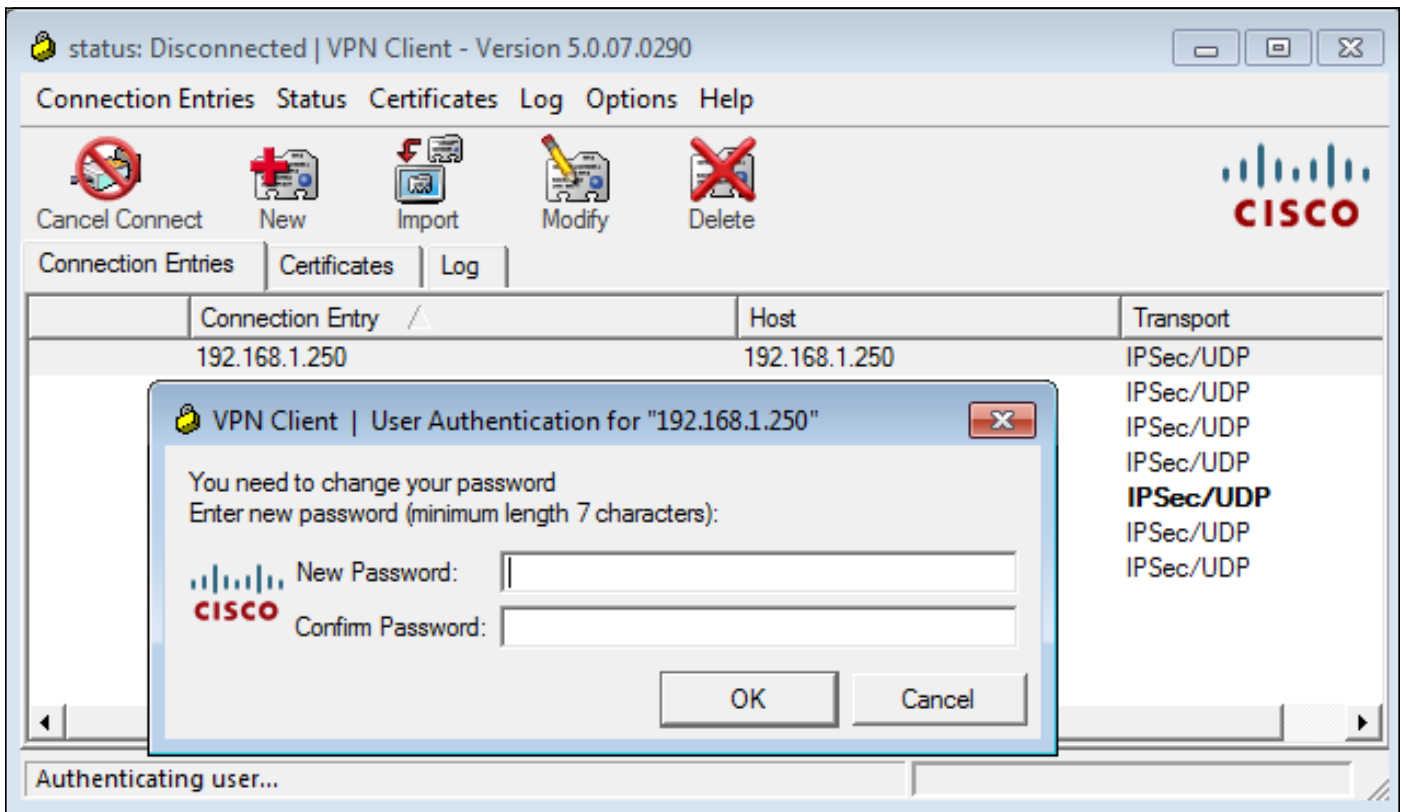 status: Disconnected | VPN Client - Version 5.0.07.0290
Connection Entries Status Certificates Log Options Help
Cancel Connect New Import Modify Delete
CISCO
Connection Entries Certificates Log
Connection Entry Host Transport
192.168.1.250 192.168.1.250 IPSec/UDP
IPSec/UDP
IPSec/UDP
IPSec/UDP
IPSec/UDP
IPSec/UDP
IPSec/UDP
VPN Client | User Authentication for "192.168.1.250"
You need to change your password
Enter new password (minimum length 7 characters):
New Password:
CISCO
Confirm Password:
OK Cancel
Authenticating user...